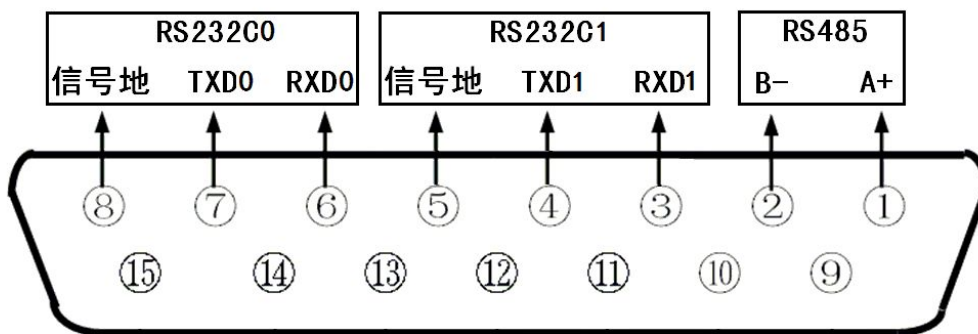 RS232C0 RS232C1 RS485
信号地 TXD0 RXD0 信号地 TXD1 RXD1 B- A+
⑧ ⑦ ⑥ ⑤ ④ ③ ② ①
⑮ ⑭ ⑬ ⑫ ⑪ ⑩ ⑨